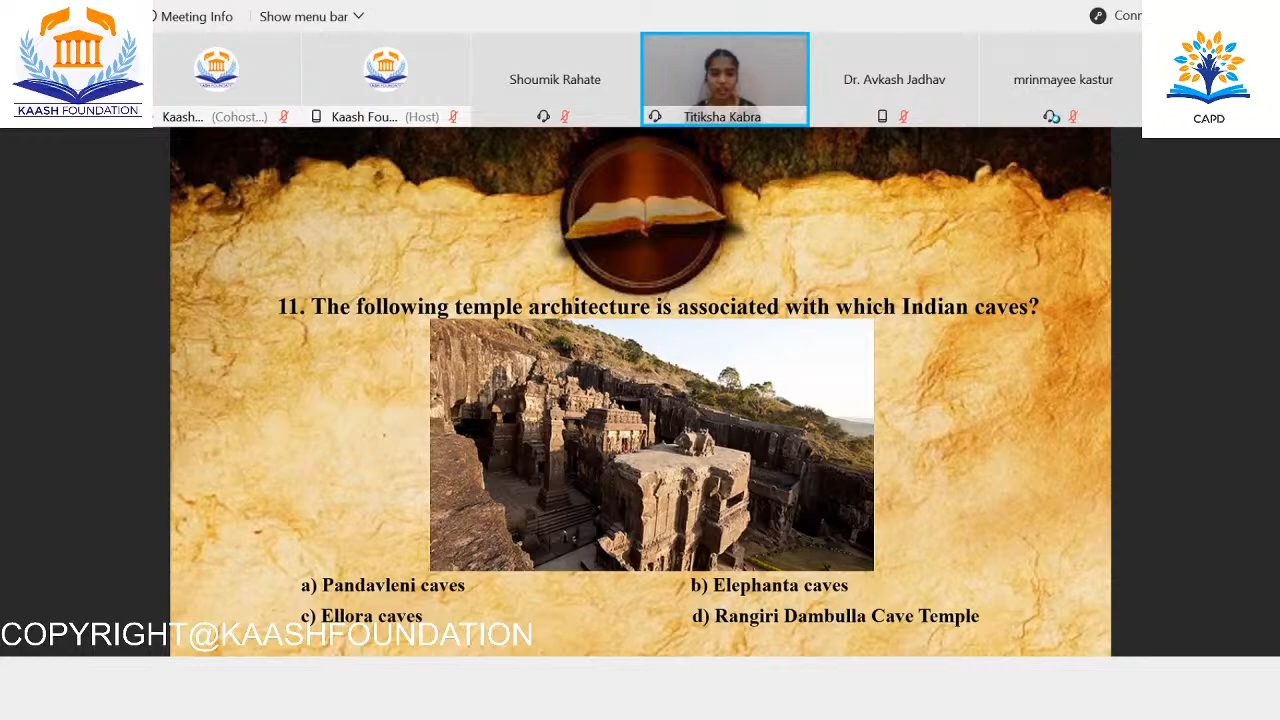 Meeting Info
Show menu bar
Conn
Kaash... (Cohost...)
Kaash Fou... (Host)
Shoumik Rahate
Titiksha Kabra
Dr. Avkash Jadhav
mrinmayee kastur
KAASH FOUNDATION
CAPD
11. The following temple architecture is associated with which Indian caves?
a) Pandavleni caves
b) Elephanta caves
c) Ellora caves
d) Rangiri Dambulla Cave Temple
COPYRIGHT@KAASHFOUNDATION